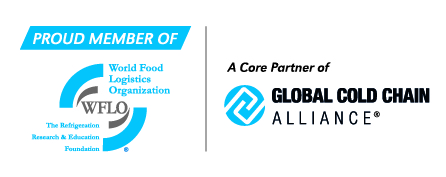 PROUD MEMBER OF
World Food
Logistics
Organization
WFLO
The Refrigeration
Research & Education
Foundation
®
A Core Partner of
GLOBAL COLD CHAIN
ALLIANCE®